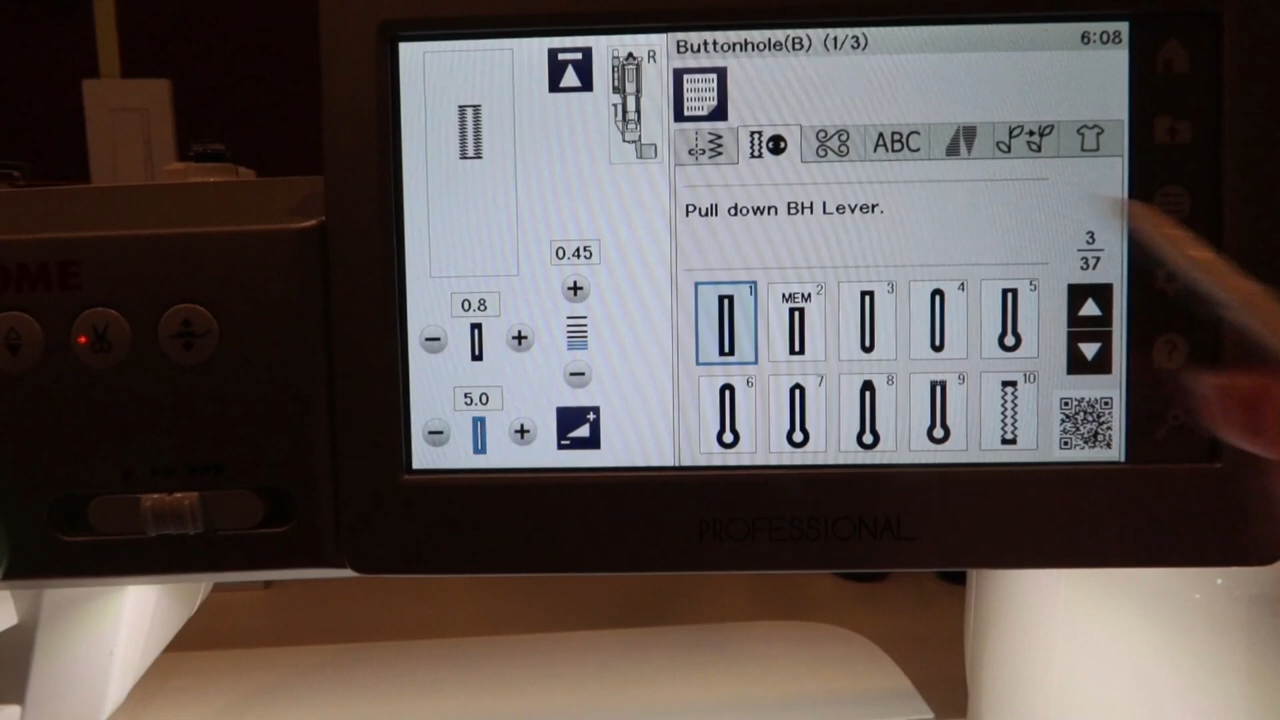 Buttonhole(B) (1/3)
6:08
R
ABC
Pull down BH Lever.
0.45
3
37
0.8
1
MEM 2
3
4
5
5.0
6
7
8
9
10
OME
PROFESSIONAL